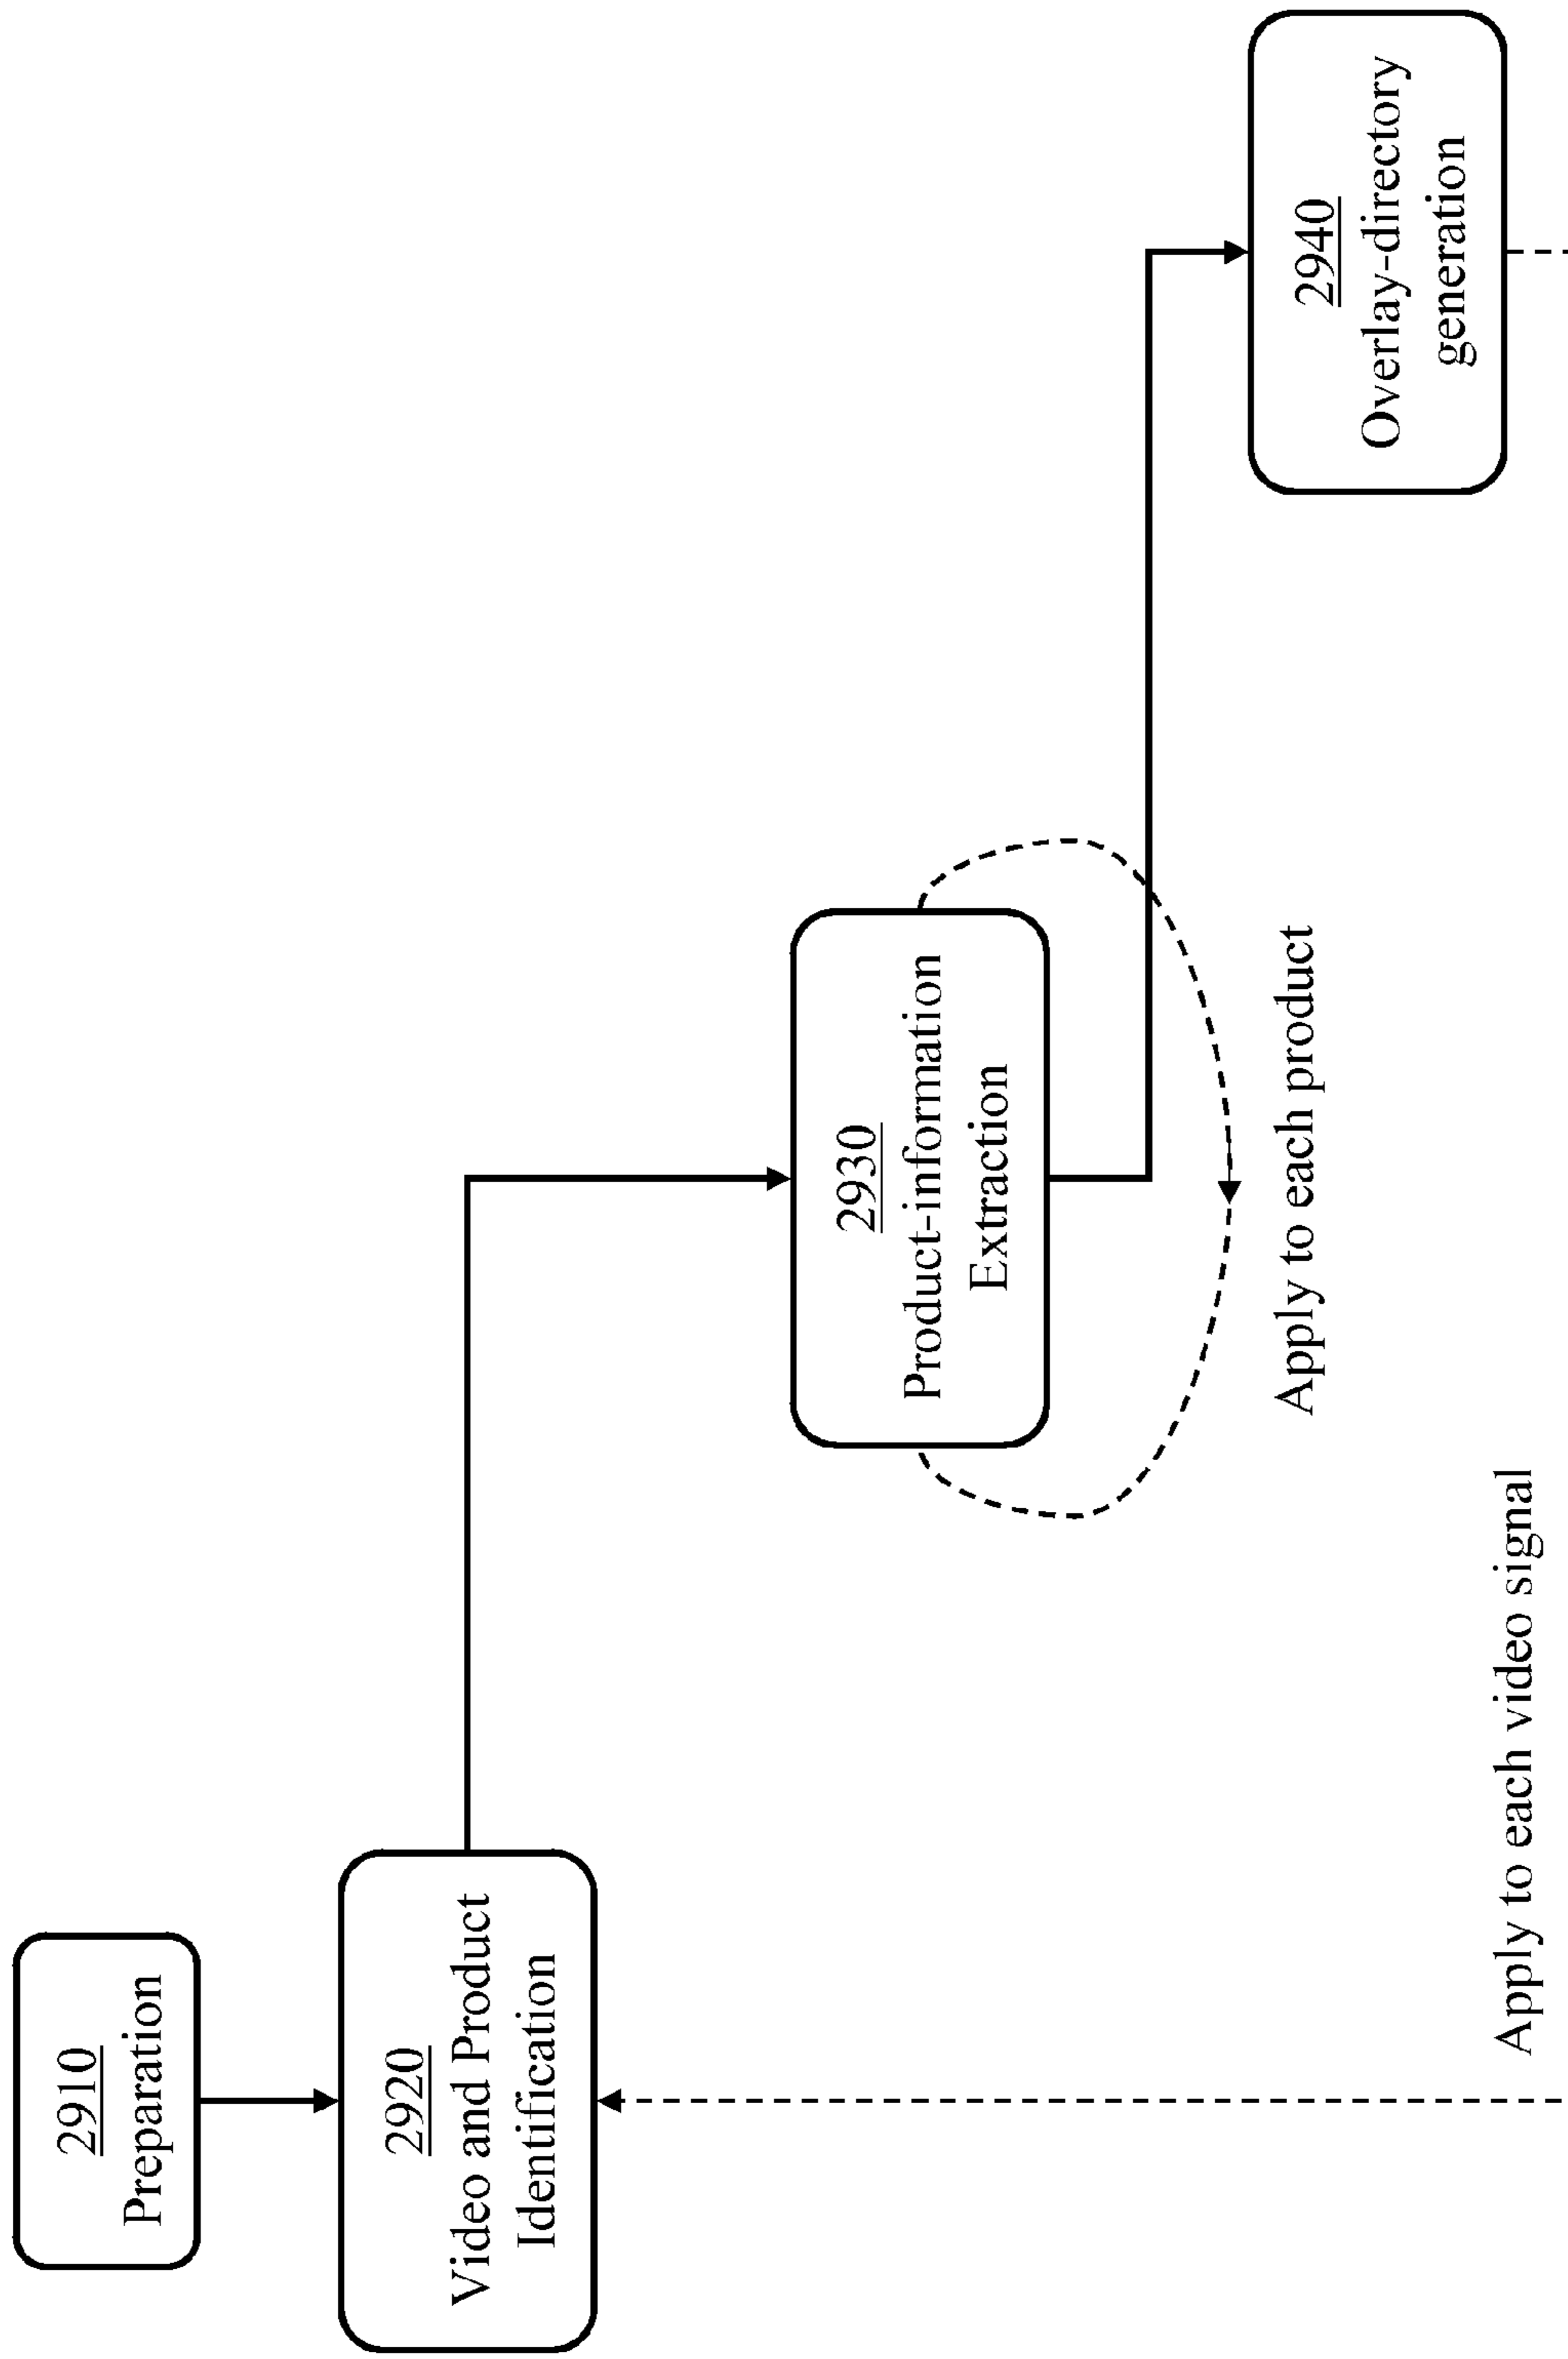 2910
Preparation
2920
Video and Product
Identification
2930
Product-information
Extraction
Apply to each product
2940
Overlay-directory
generation
Apply to each video signal